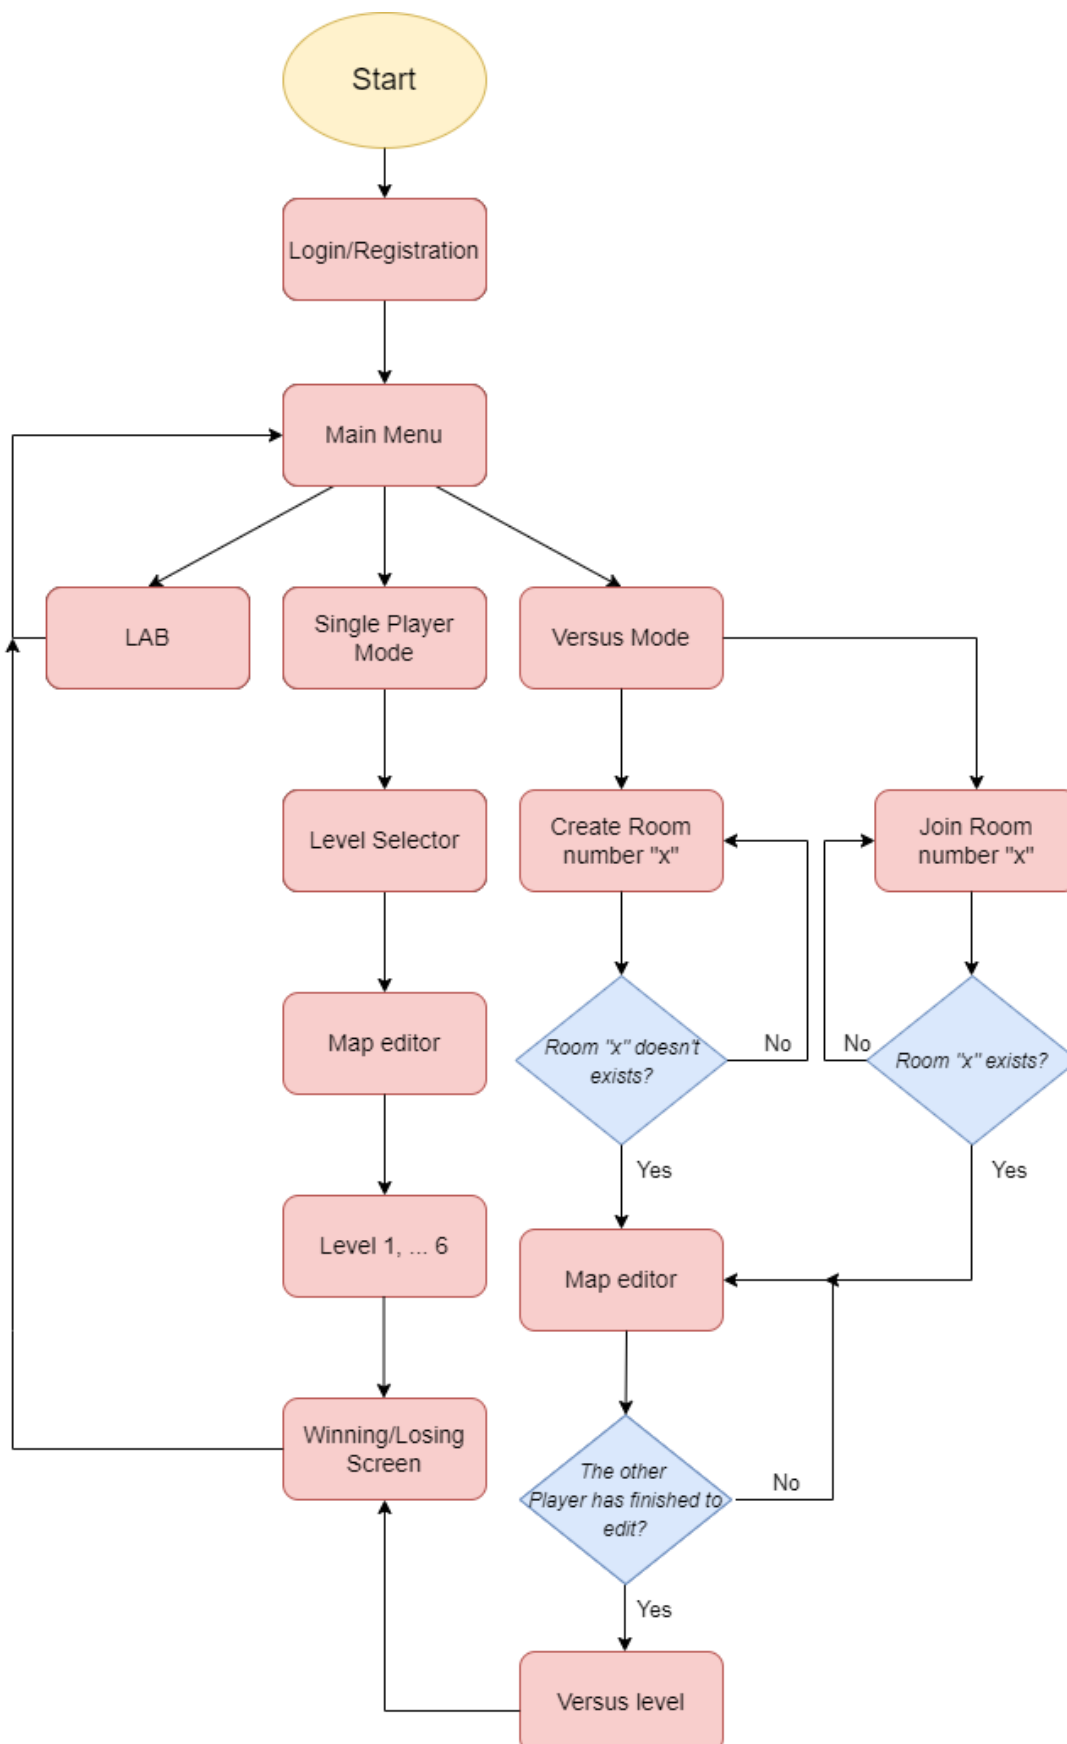 Start
Login/Registration
Main Menu
LAB
Single Player
Mode
Versus Mode
Level Selector
Create Room
number "x"
Join Room
number "x"
Map editor
Room "x" doesn't
exists?
No
No
Room "x" exists?
Yes
Yes
Level 1, ... 6
Map editor
Winning/Losing
Screen
The other
Player has finished to
edit?
No
Yes
Versus level